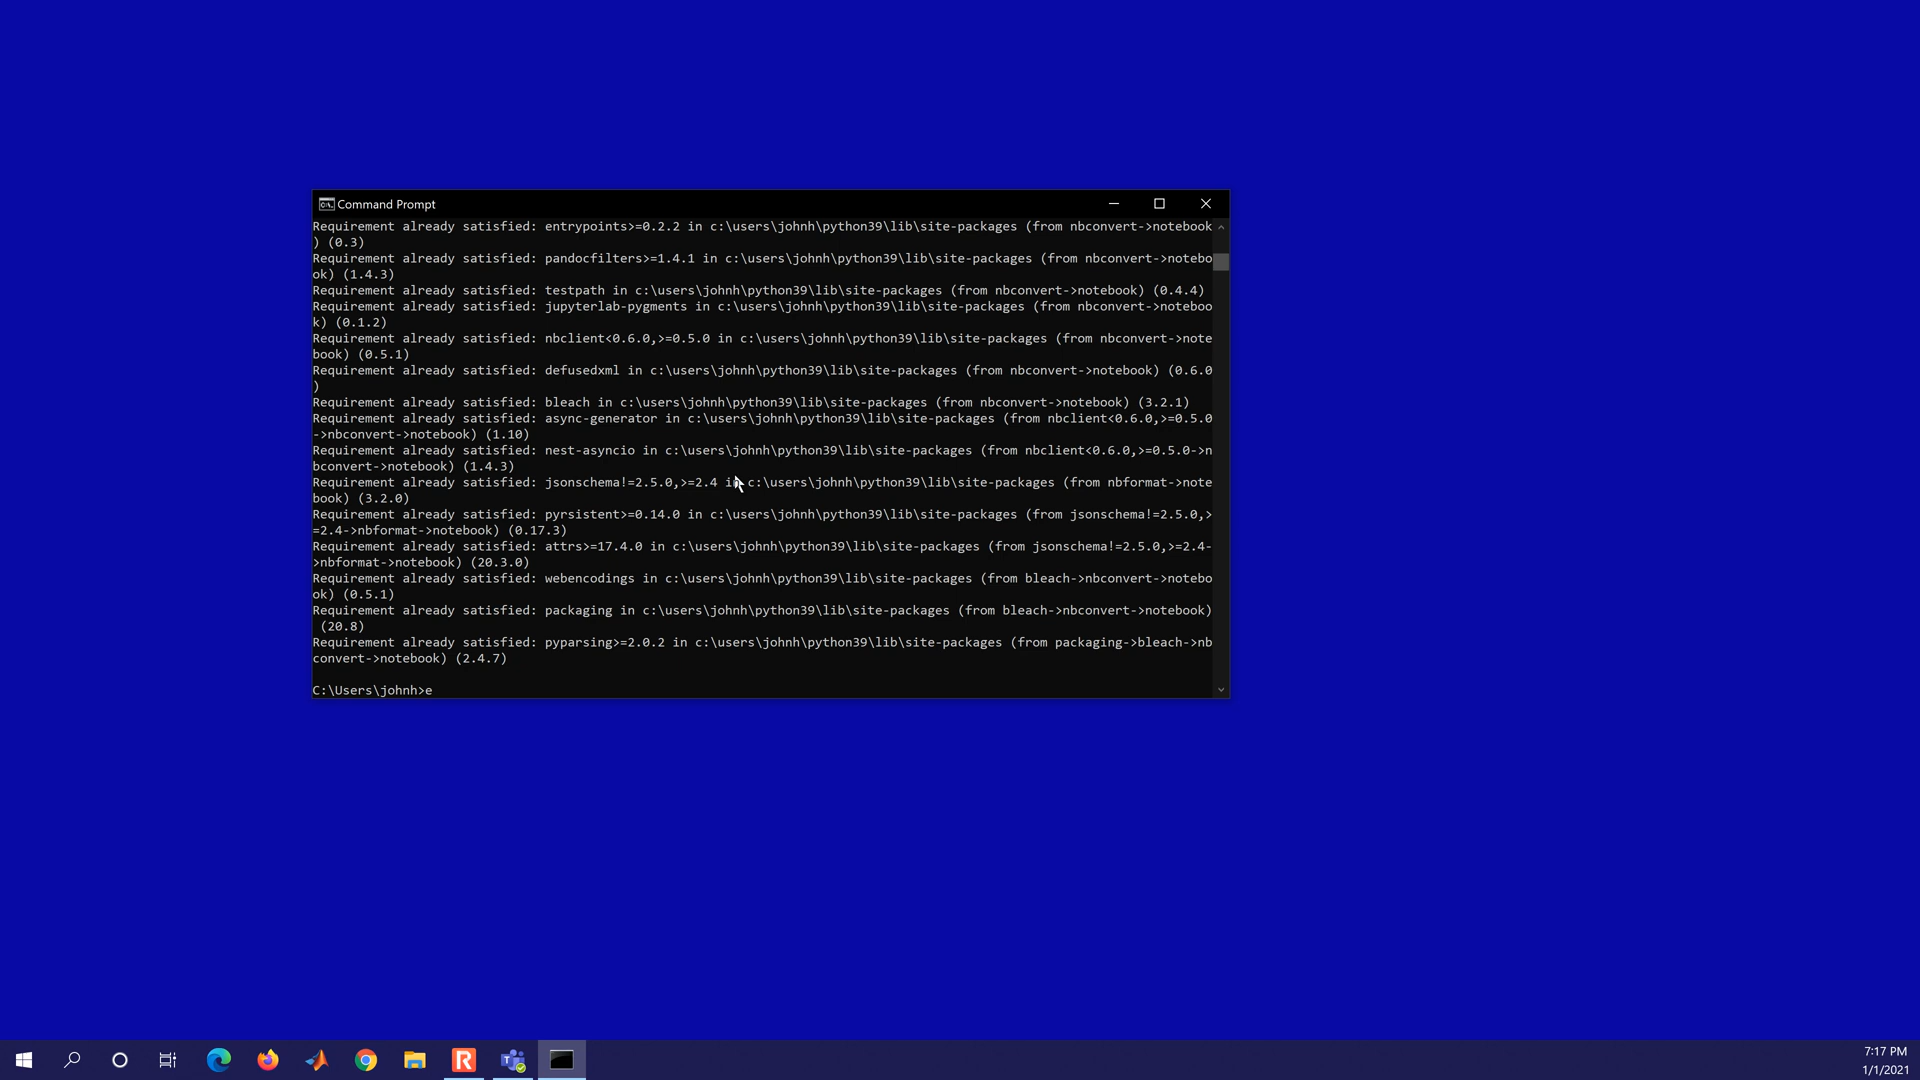 Command Prompt
Requirement already satisfied: entrypoints>=0.2.2 in c:\users\johnh\python39\lib\site-packages (from nbconvert->notebook
) (0.3)
Requirement already satisfied: pandocfilters>=1.4.1 in c:\users\johnh\python39\lib\site-packages (from nbconvert->notebo
ok) (1.4.3)
Requirement already satisfied: testpath in c:\users\johnh\python39\lib\site-packages (from nbconvert->notebook) (0.4.4)
Requirement already satisfied: jupyterlab-pygments in c:\users\johnh\python39\lib\site-packages (from nbconvert->noteboo
k) (0.1.2)
Requirement already satisfied: nbclient<0.6.0,>=0.5.0 in c:\users\johnh\python39\lib\site-packages (from nbconvert->note
book) (0.5.1)
Requirement already satisfied: defusedxml in c:\users\johnh\python39\lib\site-packages (from nbconvert->notebook) (0.6.0
)
Requirement already satisfied: bleach in c:\users\johnh\python39\lib\site-packages (from nbconvert->notebook) (3.2.1)
Requirement already satisfied: async-generator in c:\users\johnh\python39\lib\site-packages (from nbclient<0.6.0,>=0.5.0
->nbconvert->notebook) (1.10)
Requirement already satisfied: nest-asyncio in c:\users\johnh\python39\lib\site-packages (from nbclient<0.6.0,>=0.5.0->n
bconvert->notebook) (1.4.3)
Requirement already satisfied: jsonschema!=2.5.0,>=2.4 in c:\users\johnh\python39\lib\site-packages (from nbformat->note
book) (3.2.0)
Requirement already satisfied: pyrsistent>=0.14.0 in c:\users\johnh\python39\lib\site-packages (from jsonschema!=2.5.0,>
=2.4->nbformat->notebook) (0.17.3)
Requirement already satisfied: attrs>=17.4.0 in c:\users\johnh\python39\lib\site-packages (from jsonschema!=2.5.0,>=2.4-
>nbformat->notebook) (20.3.0)
Requirement already satisfied: webencodings in c:\users\johnh\python39\lib\site-packages (from bleach->nbconvert->notebo
ok) (0.5.1)
Requirement already satisfied: packaging in c:\users\johnh\python39\lib\site-packages (from bleach->nbconvert->notebook)
(20.8)
Requirement already satisfied: pyparsing>=2.0.2 in c:\users\johnh\python39\lib\site-packages (from packaging->bleach->nb
convert->notebook) (2.4.7)
C:\Users\johnh>e
7:17 PM
1/1/2021